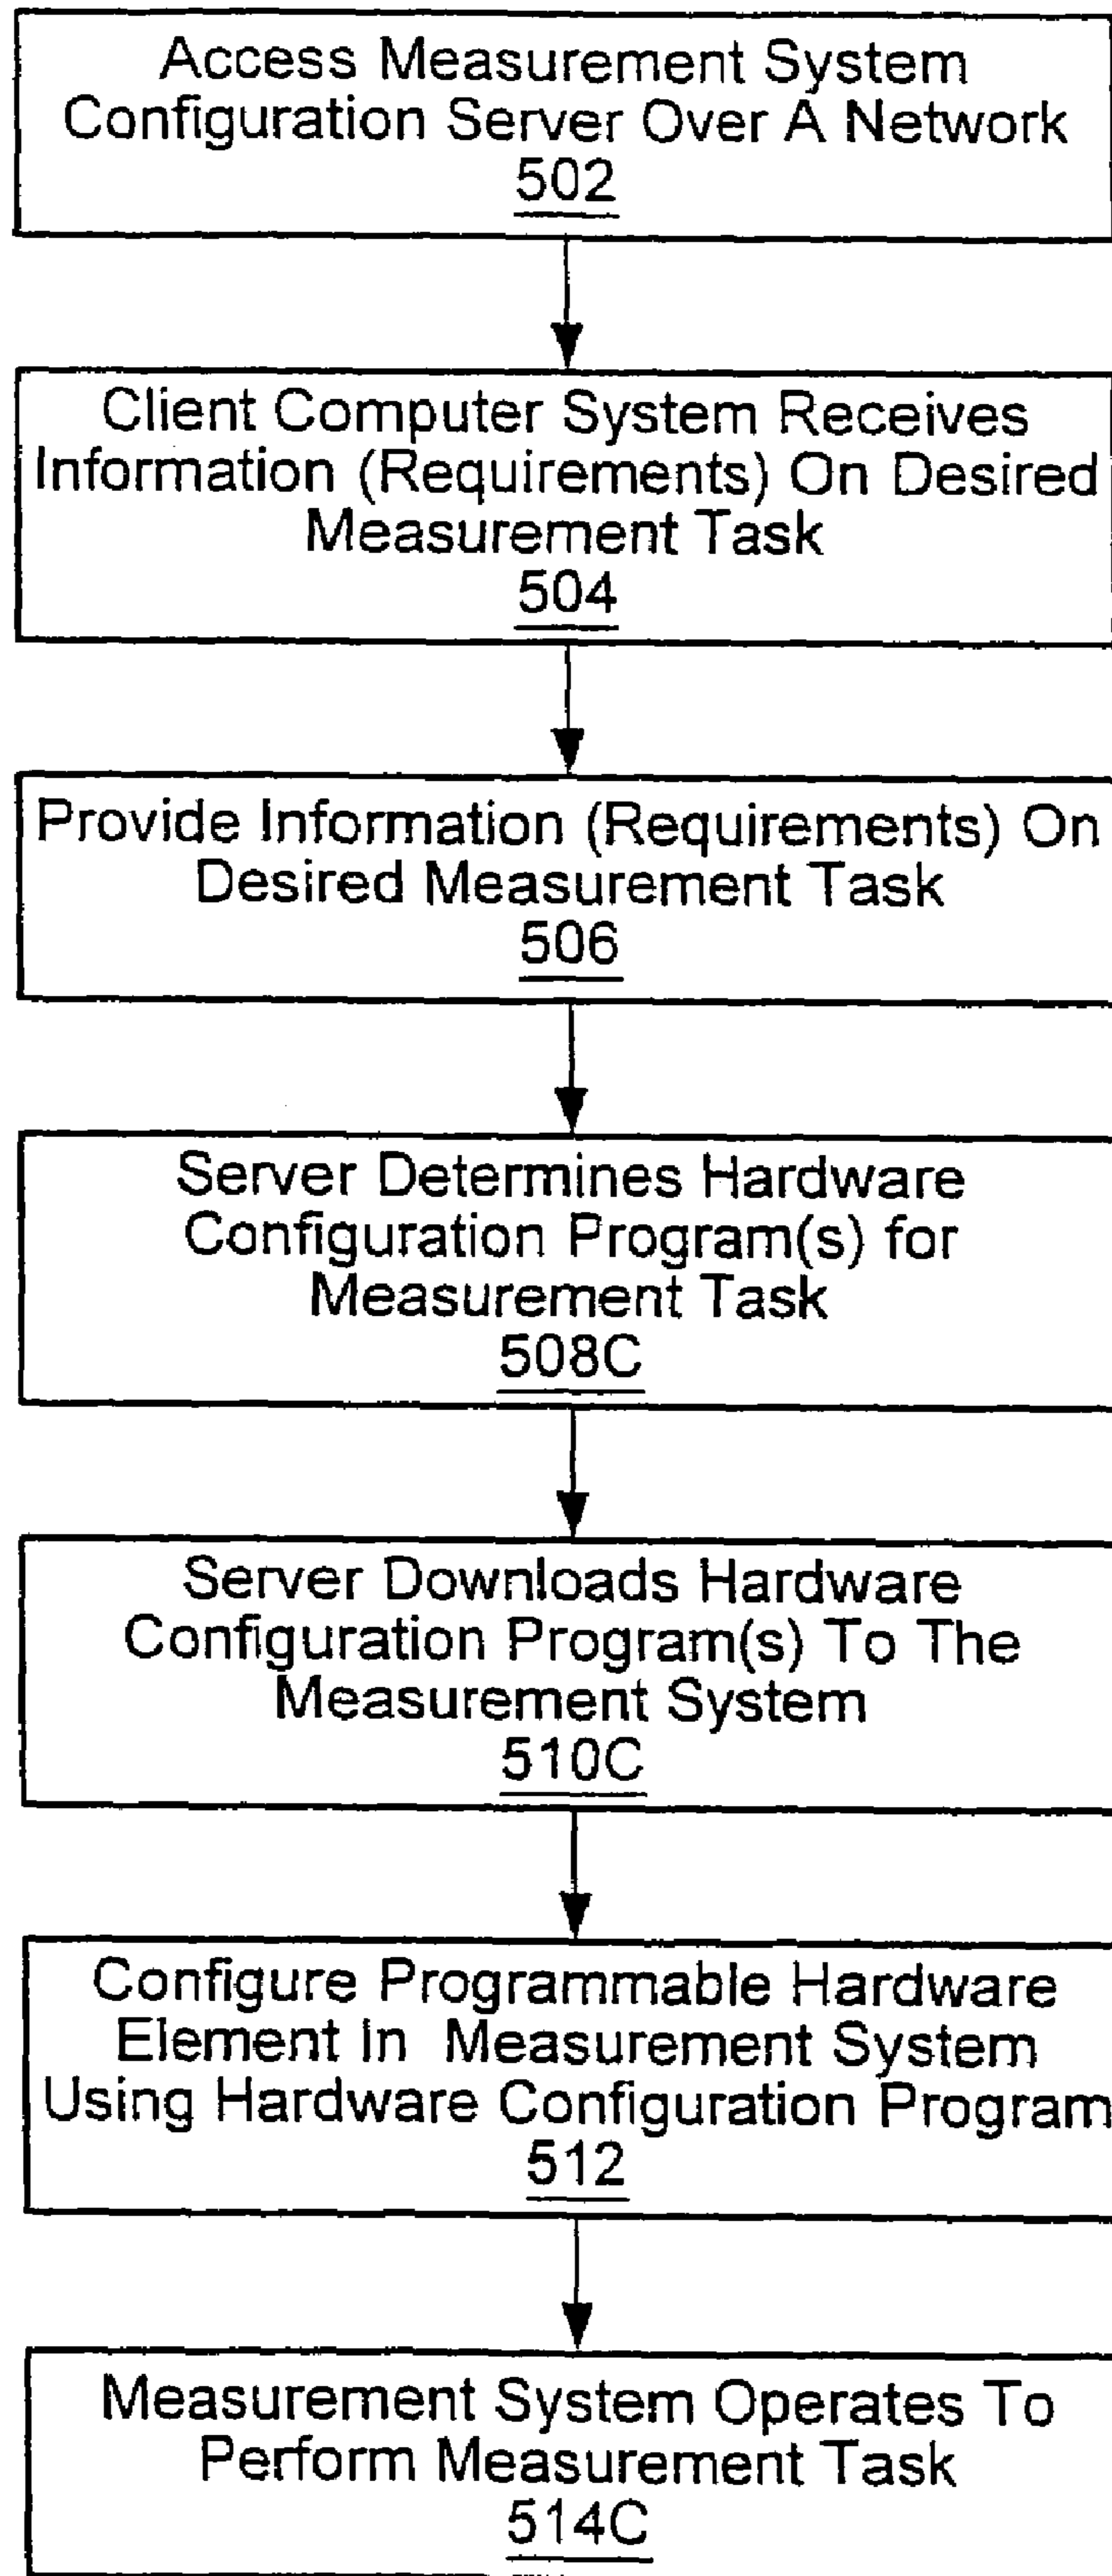 Access Measurement System
Configuration Server Over A Network
502
Client Computer System Receives
Information (Requirements) On Desired
Measurement Task
504
Provide Information (Requirements) On
Desired Measurement Task
506
Server Determines Hardware
Configuration Program(s) for
Measurement Task
508C
Server Downloads Hardware
Configuration Program(s) To The
Measurement System
510C
Configure Programmable Hardware
Element In Measurement System
Using Hardware Configuration Program
512
Measurement System Operates To
Perform Measurement Task
514C